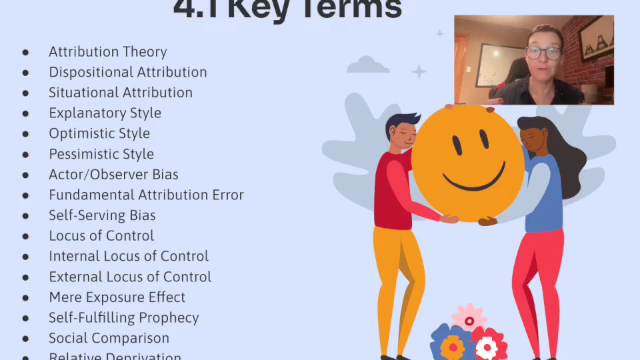 4.1 Key Terms
• Attribution Theory
• Dispositional Attribution
• Situational Attribution
• Explanatory Style
• Optimistic Style
• Pessimistic Style
• Actor/Observer Bias
• Fundamental Attribution Error
• Self-Serving Bias
• Locus of Control
• Internal Locus of Control
• External Locus of Control
• Mere Exposure Effect
• Self-Fulfilling Prophecy
• Social Comparison
• Relative Deprivation